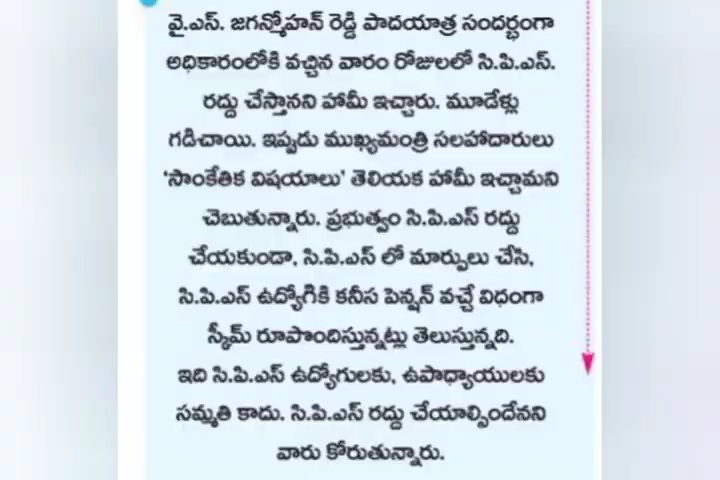 వై.ఎస్. జగన్మోహన్ రెడ్డి పాదయాత్ర సందర్భంగా
అధికారంలోకి వచ్చిన వారం రోజులలో సి.పి.ఎస్.
రద్దు చేస్తానని హామీ ఇచ్చారు. మూడేళ్లు
గడిచాయి. ఇప్పడు ముఖ్యమంత్రి సలహాదారులు
'సాంకేతిక విషయాలు' తెలియక హామీ ఇచ్చామని
చెబుతున్నారు. ప్రభుత్వం సి.పి.ఎస్ రద్దు
చేయకుండా, సి.పి.ఎస్ లో మార్పులు చేసి,
సి.పి.ఎస్ ఉద్యోగికి కనీస పెన్షన్ వచ్చే విధంగా
స్కీమ్ రూపొందిస్తున్నట్లు తెలుస్తున్నది.
ఇది సి.పి.ఎస్ ఉద్యోగులకు, ఉపాధ్యాయులకు
సమ్మతి కాదు. సి.పి.ఎస్ రద్దు చేయాల్సిందేనని
వారు కోరుతున్నారు.